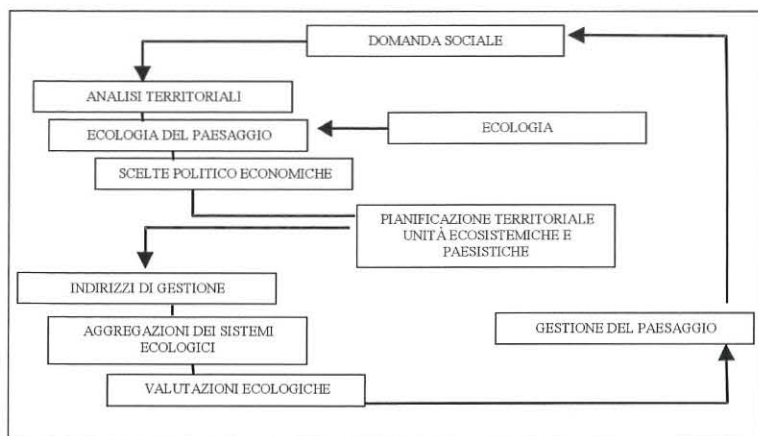 DOMANDA SOCIALE
ANALISI TERRITORIALI
ECOLOGIA DEL PAESAGGIO
ECOLOGIA
SCELTE POLITICO ECONOMICHE
PIANIFICAZIONE TERRITORIALE
UNITÀ ECOSISTEMICHE E
PAESISTICHE
INDIRIZZI DI GESTIONE
AGGREGAZIONI DEI SISTEMI
ECOLOGICI
GESTIONE DEL PAESAGGIO
VALUTAZIONI ECOLOGICHE